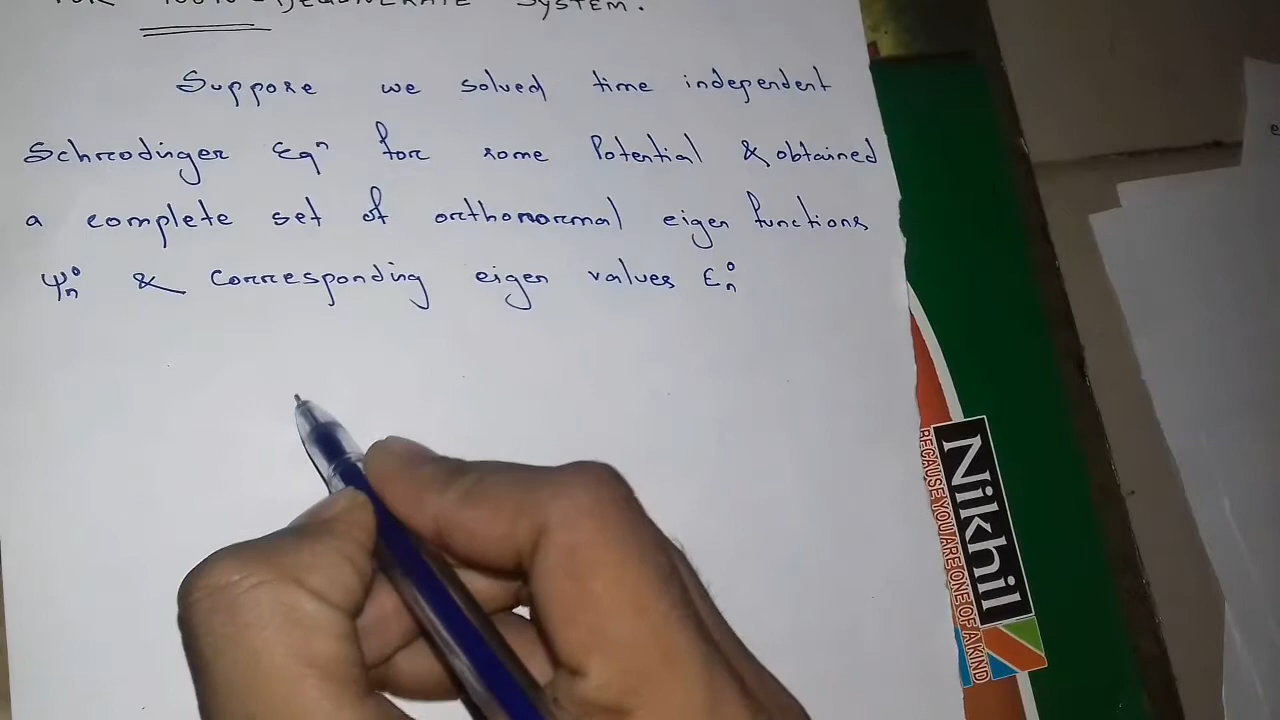 SYSTEM.
Suppose we solved time independent
Schrodinger Eqⁿ for some Potential & obtained
a complete set of orthonormal eigen functions
ψₙ⁰ & corresponding eigen values Eₙ⁰
Nikhil
BECAUSE YOU ARE ONE OF A KIND